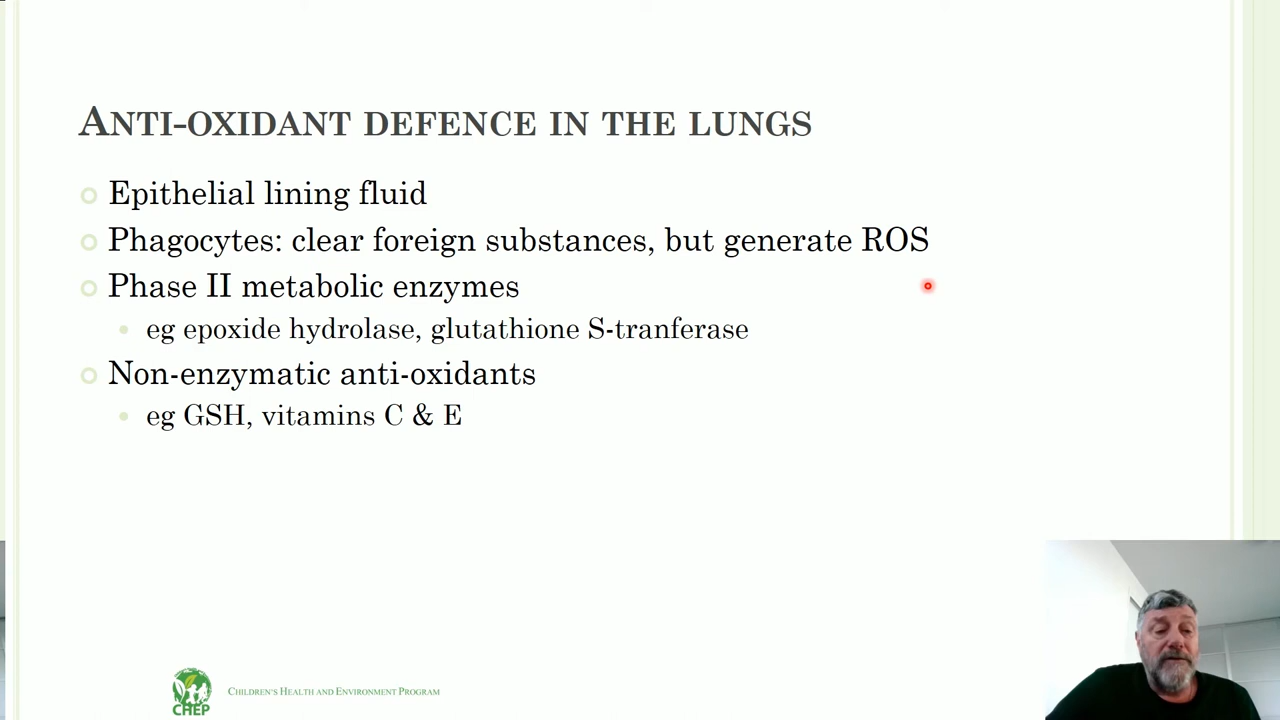 ANTI-OXIDANT DEFENCE IN THE LUNGS
Epithelial lining fluid
Phagocytes: clear foreign substances, but generate ROS
Phase II metabolic enzymes
eg epoxide hydrolase, glutathione S-tranferase
Non-enzymatic anti-oxidants
eg GSH, vitamins C & E
CHEP
CHILDREN'S HEALTH AND ENVIRONMENT PROGRAM